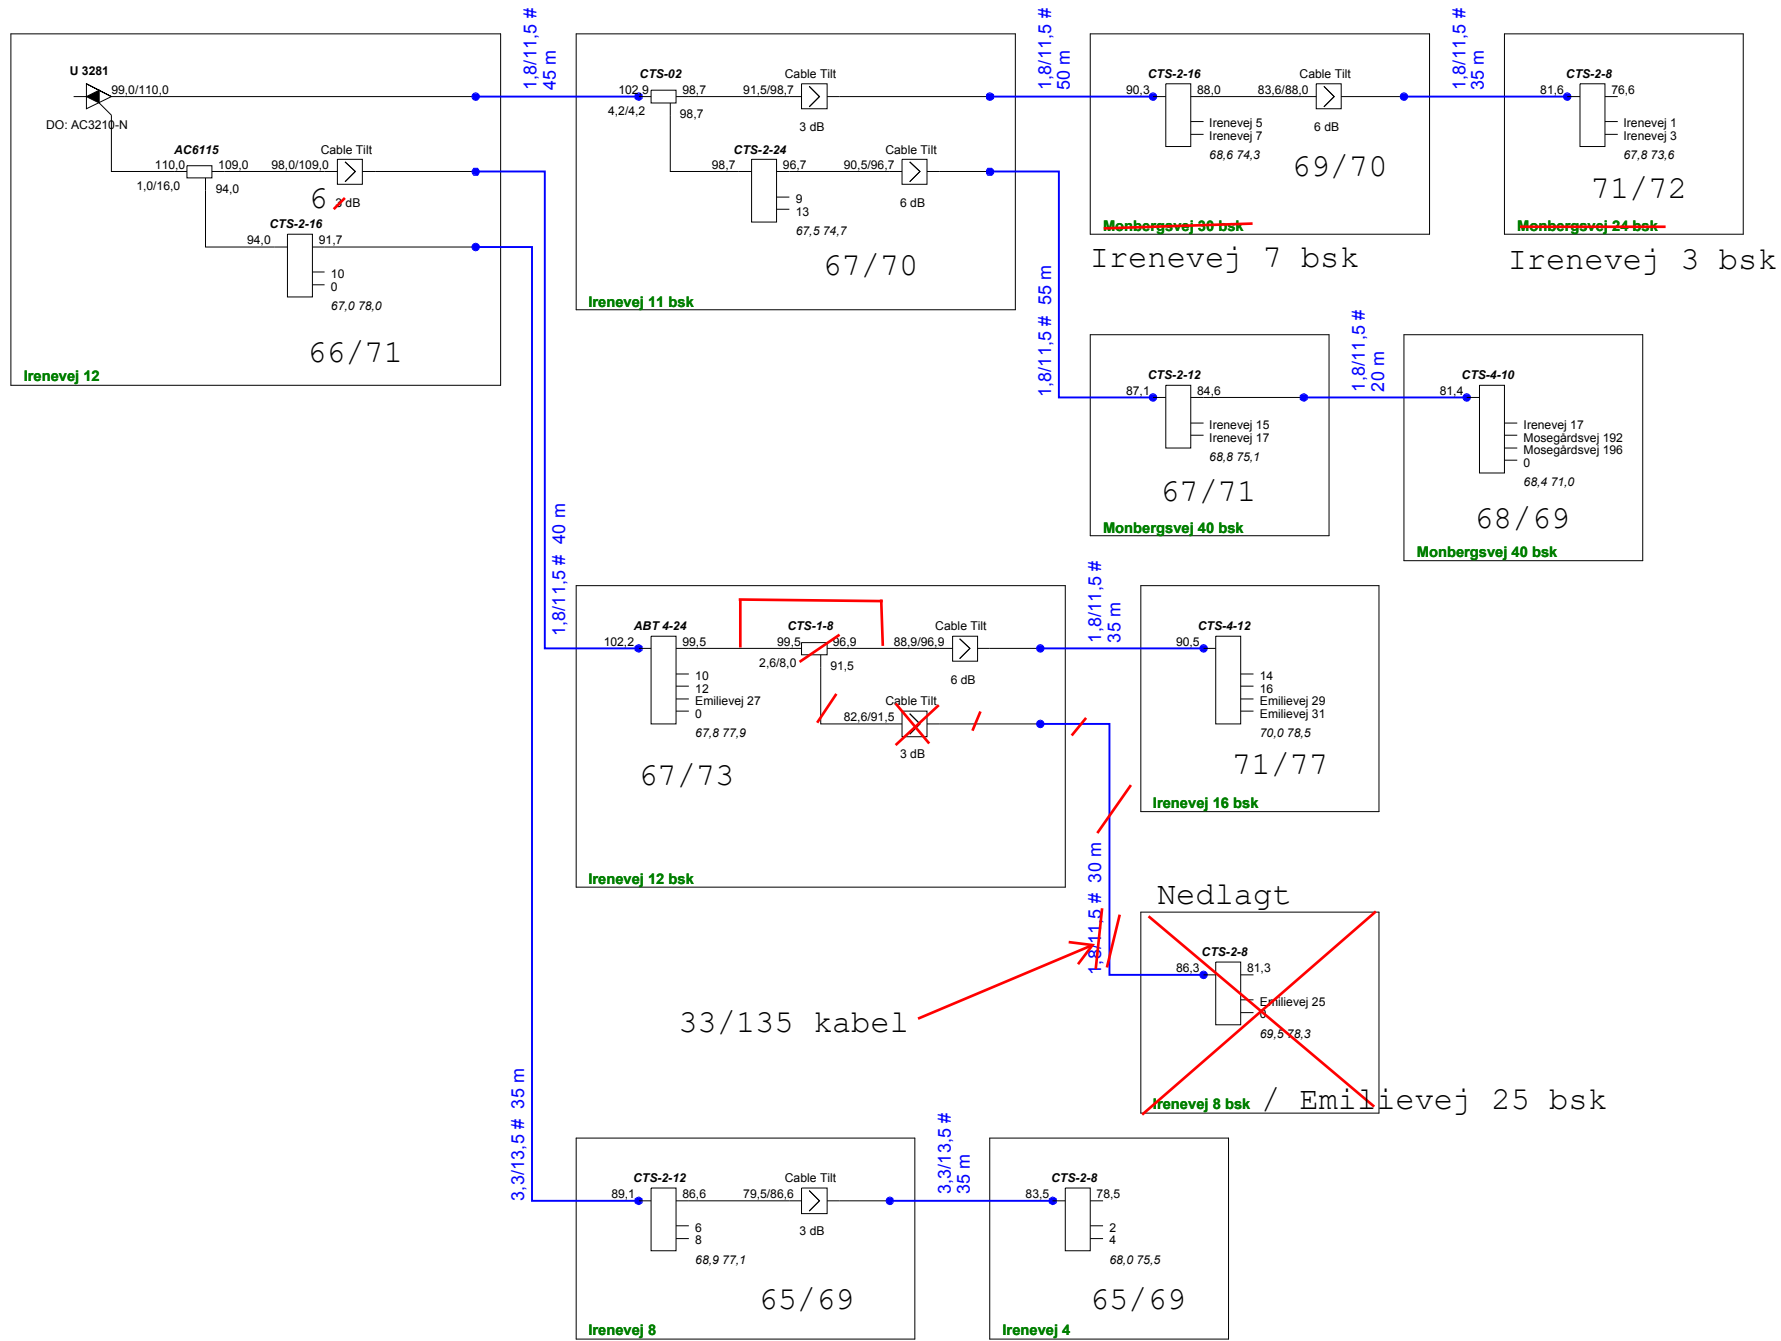 U 3281
99,0/110,0
DO: AC3210-N
AC6115
110,0
109,0
1,0/16,0
94,0
98,0/109,0
Cable Tilt
6 3 dB
CTS-2-16
94,0
91,7
10
0
67,0 78,0
66/71
Irenevej 12
1,8/11,5 #
45 m
CTS-02
102,9
98,7
4,2/4,2
98,7
91,5/98,7
Cable Tilt
3 dB
CTS-2-24
98,7
96,7
9
13
67,5 74,7
90,5/96,7
Cable Tilt
6 dB
67/70
Irenevej 11 bsk
1,8/11,5 #
50 m
CTS-2-16
90,3
88,0
Irenevej 5
Irenevej 7
68,6 74,3
83,6/88,0
Cable Tilt
6 dB
69/70
Monbergsvej 30 bsk
Irenevej 7 bsk
1,8/11,5 #
35 m
CTS-2-8
81,6
76,6
Irenevej 1
Irenevej 3
67,8 73,6
71/72
Monbergsvej 24 bsk
Irenevej 3 bsk
1,8/11,5 # 55 m
CTS-2-12
87,1
84,6
Irenevej 15
Irenevej 17
68,8 75,1
67/71
Monbergsvej 40 bsk
1,8/11,5 #
20 m
CTS-4-10
81,4
Irenevej 17
Mosegårdsvej 192
Mosegårdsvej 196
0
68,4 71,0
68/69
Monbergsvej 40 bsk
1,8/11,5 # 40 m
ABT 4-24
102,2
99,5
10
12
Emilievej 27
0
67,8 77,9
67/73
CTS-1-8
99,5
96,9
2,6/8,0
91,5
88,9/96,9
Cable Tilt
6 dB
82,6/91,5
Cable Tilt
3 dB
Irenevej 12 bsk
1,8/11,5 #
35 m
CTS-4-12
90,5
14
16
Emilievej 29
Emilievej 31
70,0 78,5
71/77
Irenevej 16 bsk
1,8/11,5 # 30 m
33/135 kabel
Nedlagt
CTS-2-8
86,3
81,3
Emilievej 25
0
69,5 78,3
Irenevej 8 bsk / Emilievej 25 bsk
3,3/13,5 # 35 m
CTS-2-12
89,1
86,6
6
8
68,9 77,1
79,5/86,6
Cable Tilt
3 dB
65/69
Irenevej 8
3,3/13,5 #
35 m
CTS-2-8
83,5
78,5
2
4
68,0 75,5
65/69
Irenevej 4